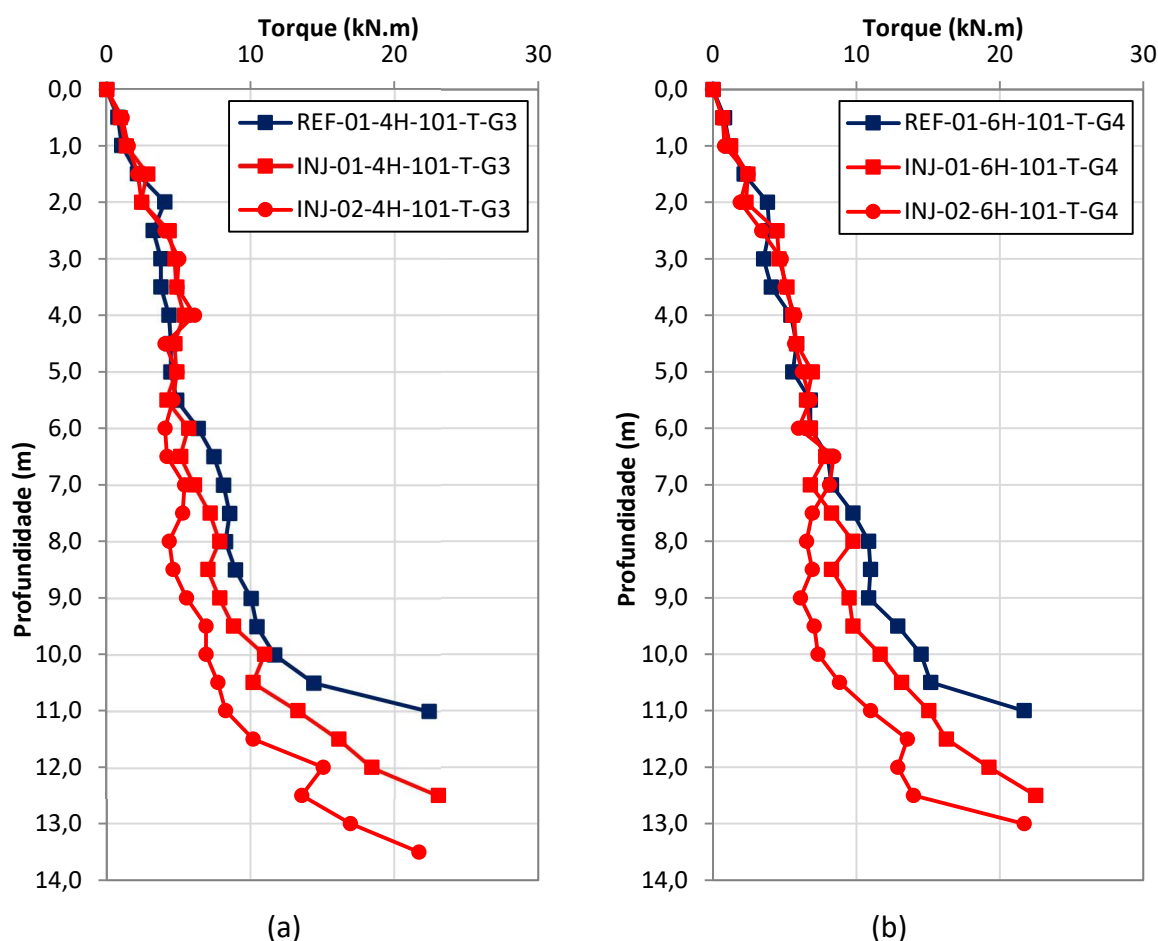 Torque (kN.m)
0 10 20 30
0,0
1,0
2,0
3,0
4,0
5,0
6,0
7,0
8,0
9,0
10,0
11,0
12,0
13,0
14,0
Profundidade (m)
REF-01-4H-101-T-G3
INJ-01-4H-101-T-G3
INJ-02-4H-101-T-G3
(a)
Torque (kN.m)
0 10 20 30
0,0
1,0
2,0
3,0
4,0
5,0
6,0
7,0
8,0
9,0
10,0
11,0
12,0
13,0
14,0
Profundidade (m)
REF-01-6H-101-T-G4
INJ-01-6H-101-T-G4
INJ-02-6H-101-T-G4
(b)